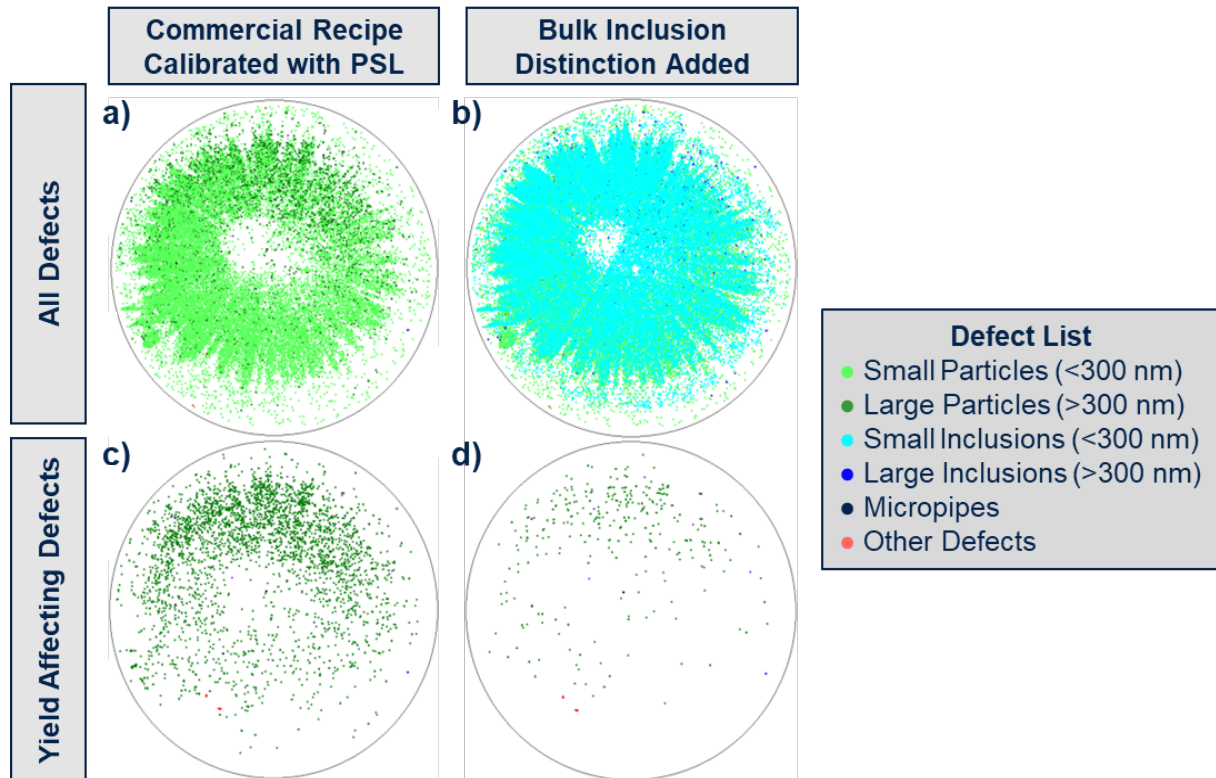 Commercial Recipe
Calibrated with PSL
Bulk Inclusion
Distinction Added
All Defects
a)
b)
Yield Affecting Defects
c)
d)
Defect List
Small Particles (<300 nm)
Large Particles (>300 nm)
Small Inclusions (<300 nm)
Large Inclusions (>300 nm)
Micropipes
Other Defects